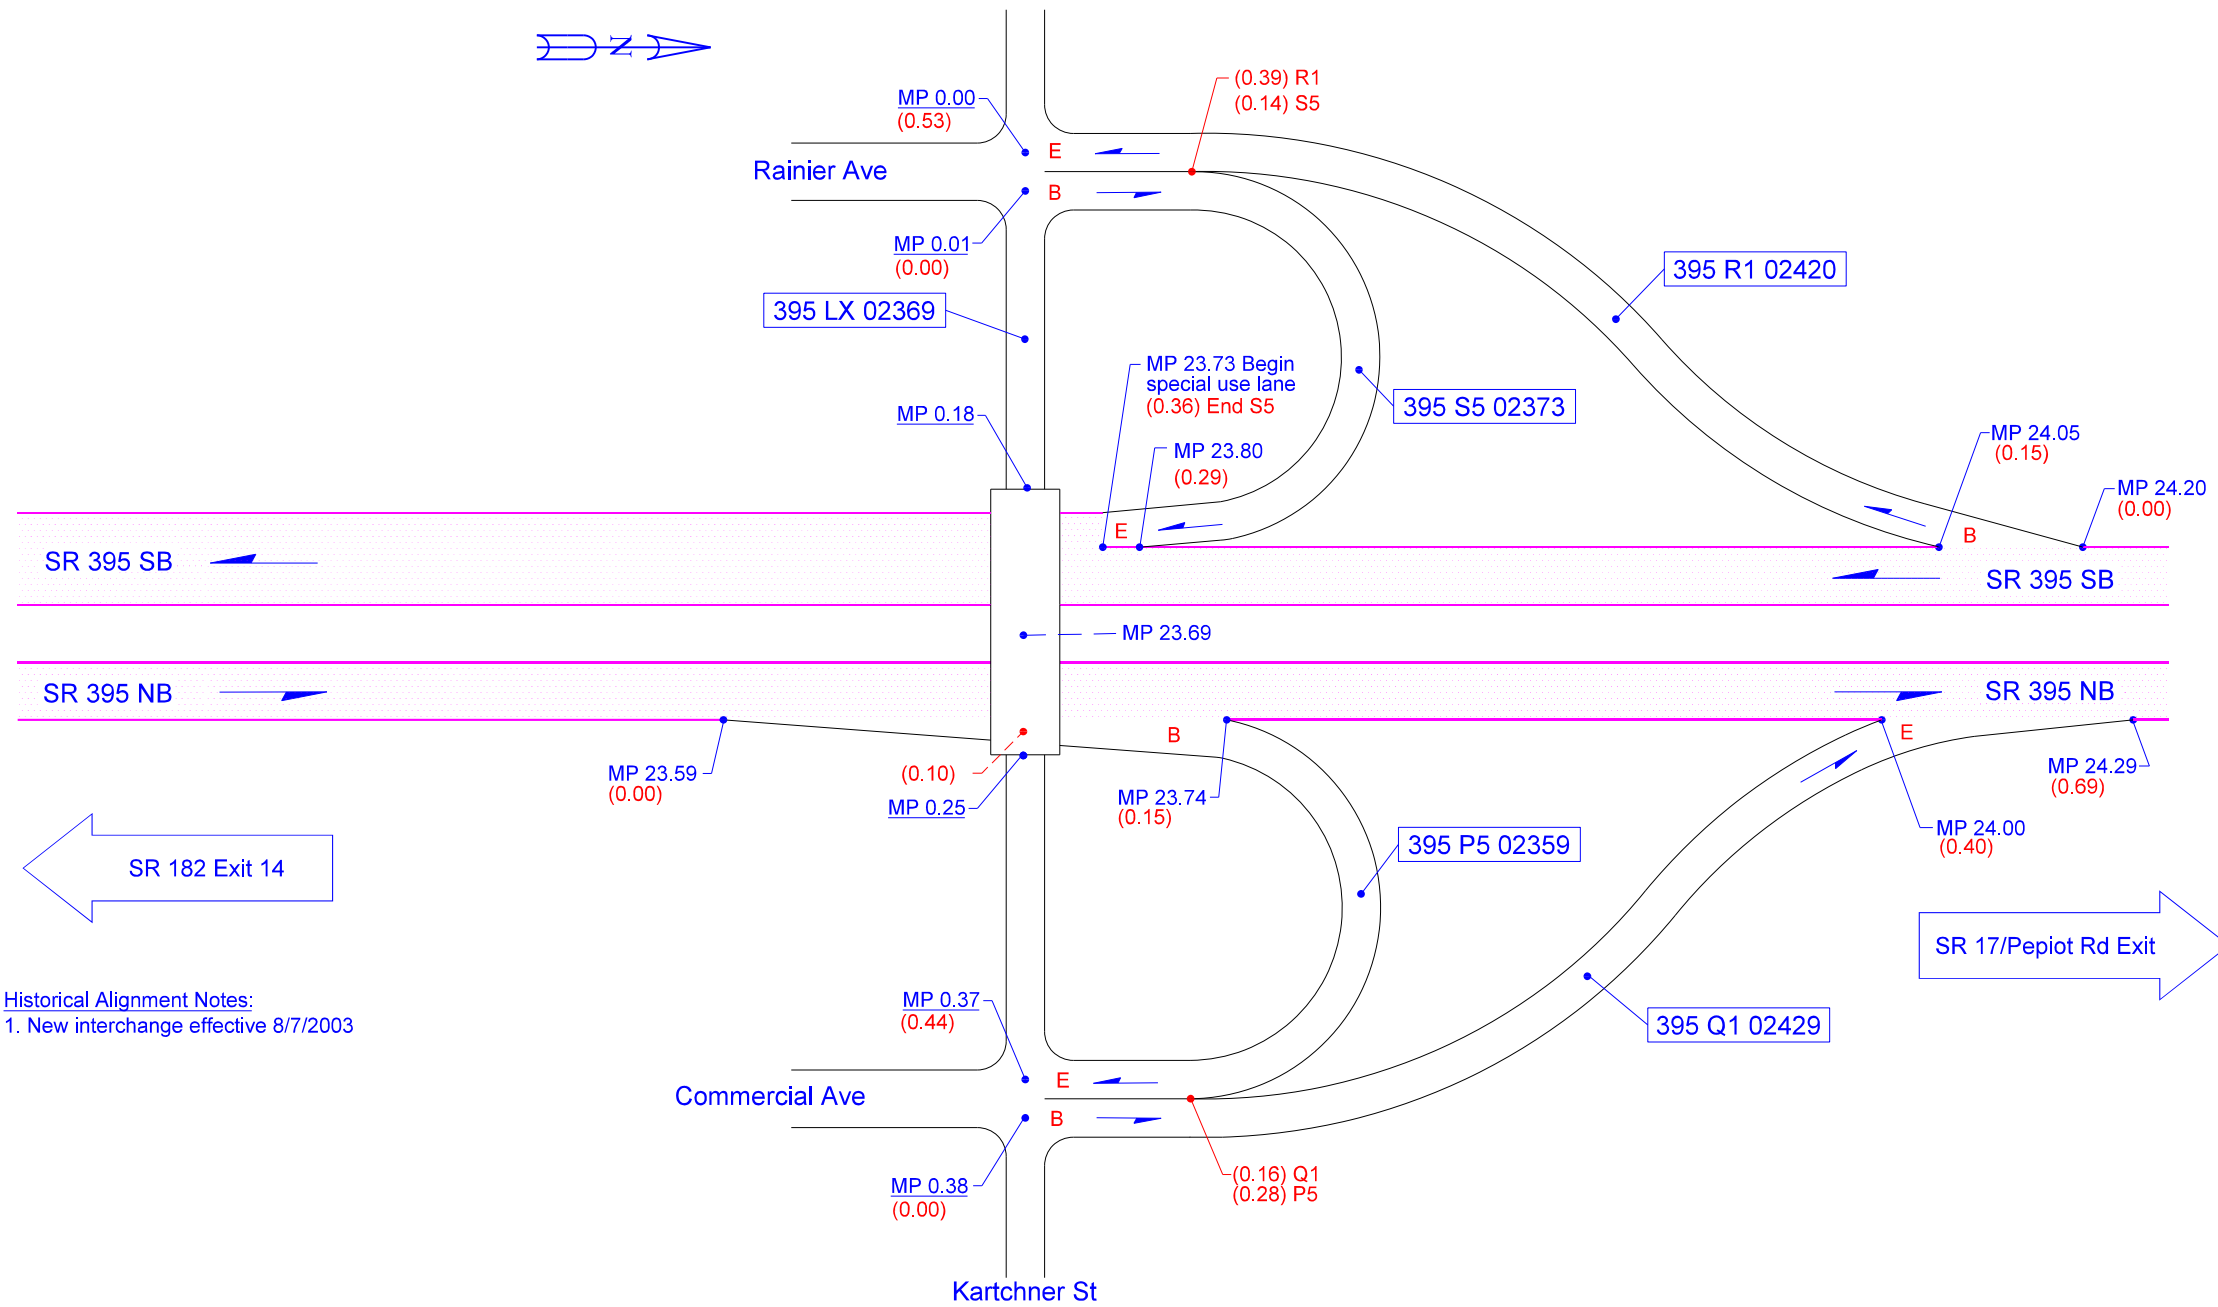 N
(0.39) R1
(0.14) S5
MP 0.00
(0.53)
E
Rainier Ave
B
MP 0.01
(0.00)
395 R1 02420
395 LX 02369
MP 23.73 Begin
special use lane
(0.36) End S5
395 S5 02373
MP 0.18
MP 23.80
(0.29)
MP 24.05
(0.15)
MP 24.20
(0.00)
E
B
SR 395 SB
SR 395 SB
MP 23.69
SR 395 NB
SR 395 NB
B
E
MP 23.59
(0.00)
(0.10)
MP 0.25
MP 23.74
(0.15)
MP 24.29
(0.69)
MP 24.00
(0.40)
395 P5 02359
SR 182 Exit 14
SR 17/Pepiot Rd Exit
Historical Alignment Notes:
1. New interchange effective 8/7/2003
MP 0.37
(0.44)
395 Q1 02429
E
Commercial Ave
B
MP 0.38
(0.00)
(0.16) Q1
(0.28) P5
Kartchner St